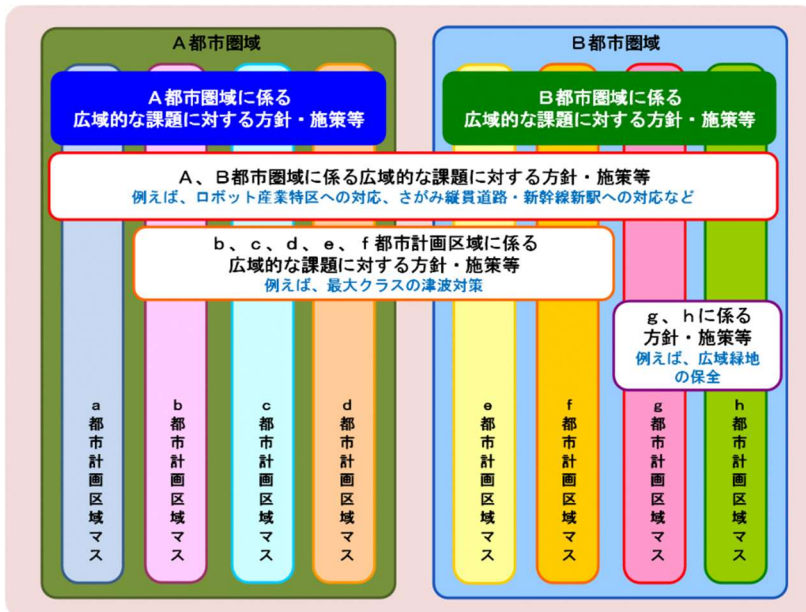 A都市圏域
B都市圏域
A都市圏域に係る
広域的な課題に対する方針・施策等
B都市圏域に係る
広域的な課題に対する方針・施策等
A、B都市圏域に係る広域的な課題に対する方針・施策等
例えば、ロボット産業特区への対応、さがみ縦貫道路・新幹線新駅への対応など
b、c、d、e、f都市計画区域に係る
広域的な課題に対する方針・施策等
例えば、最大クラスの津波対策
g、hに係る
方針・施策等
例えば、広域緑地
の保全
a都市計画区域マス
b都市計画区域マス
c都市計画区域マス
d都市計画区域マス
e都市計画区域マス
f都市計画区域マス
g都市計画区域マス
h都市計画区域マス